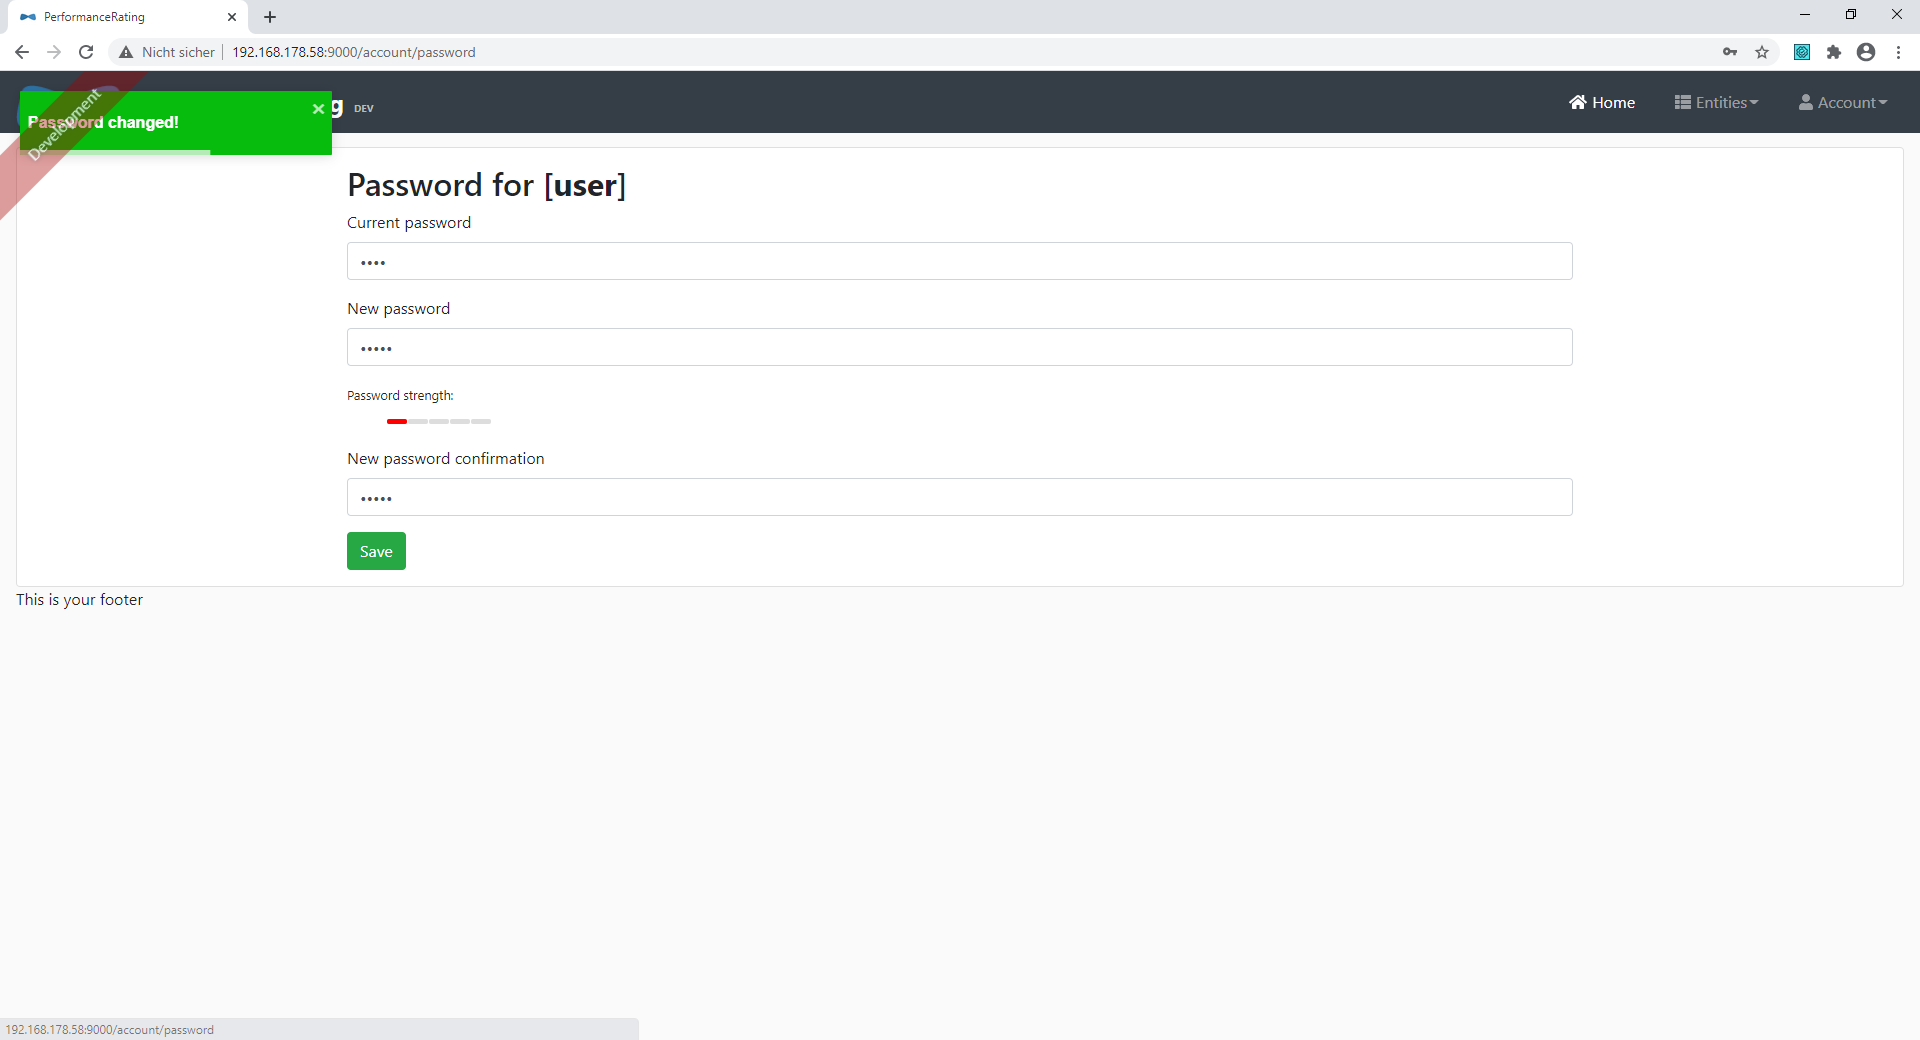 PerformanceRating
Nicht sicher
192.168.178.58:9000/account/password
Password changed!
Development
g DEV
Home
Entities
Account
Password for [user]
Current password
••••
New password
•••••
Password strength:
New password confirmation
•••••
Save
This is your footer
192.168.178.58:9000/account/password